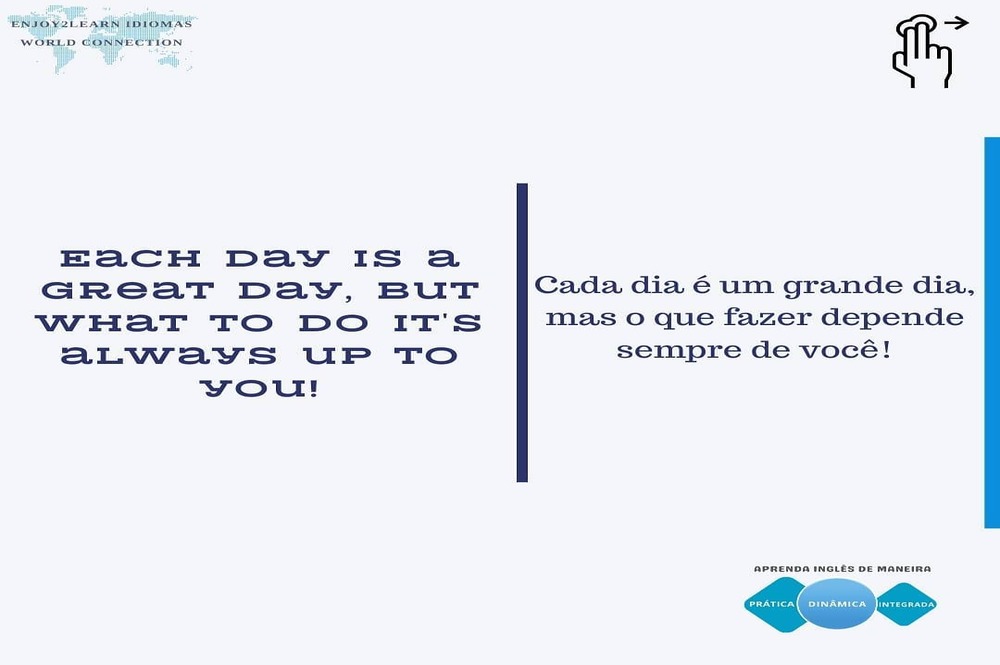 ENJOY2LEARN IDIOMAS
WORLD CONNECTION
EACH DAY IS A
GREAT DAY, BUT
WHAT TO DO IT'S
ALWAYS UP TO
YOU!
Cada dia é um grande dia,
mas o que fazer depende
sempre de você!
APRENDA INGLÊS DE MANEIRA
PRÁTICA DINÂMICA INTEGRADA